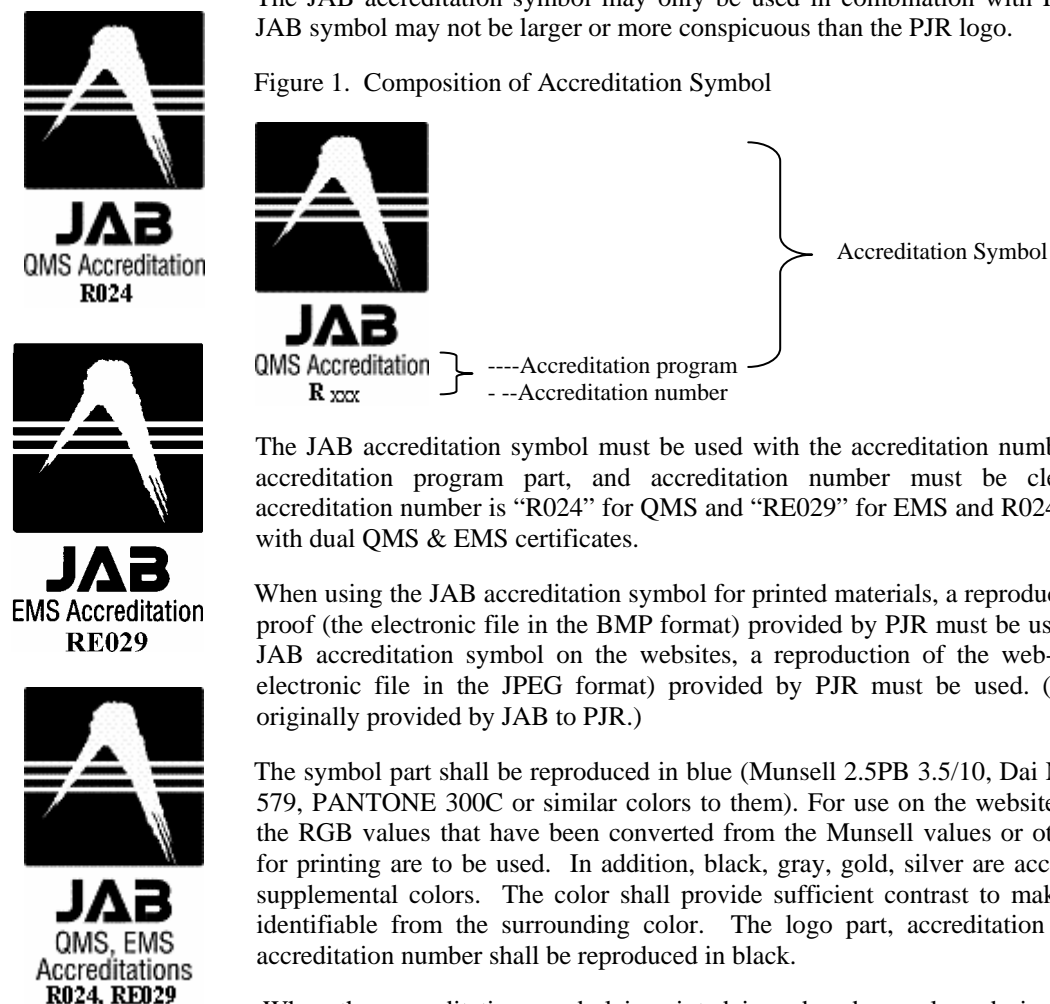 The JAB accreditation symbol may only be used in combination with
JAB symbol may not be larger or more conspicuous than the PJR logo.
Figure 1. Composition of Accreditation Symbol
JAB
QMS Accreditation
R024
JAB
QMS Accreditation
R xxx
----Accreditation program
- --Accreditation number
Accreditation Symbol
JAB
EMS Accreditation
RE029
JAB
QMS, EMS
Accreditations
R024, RE029
The JAB accreditation symbol must be used with the accreditation
accreditation program part, and accreditation number must be
accreditation number is “R024” for QMS and “RE029” for EMS and R024
with dual QMS & EMS certificates.
When using the JAB accreditation symbol for printed materials, a
proof (the electronic file in the BMP format) provided by PJR must be
JAB accreditation symbol on the websites, a reproduction of the web-
electronic file in the JPEG format) provided by PJR must be used. (
originally provided by JAB to PJR.)
The symbol part shall be reproduced in blue (Munsell 2.5PB 3.5/10, Dai
579, PANTONE 300C or similar colors to them). For use on the website
the RGB values that have been converted from the Munsell values or
for printing are to be used. In addition, black, gray, gold, silver are
supplemental colors. The color shall provide sufficient contrast to
identifiable from the surrounding color. The logo part, accreditation
accreditation number shall be reproduced in black.